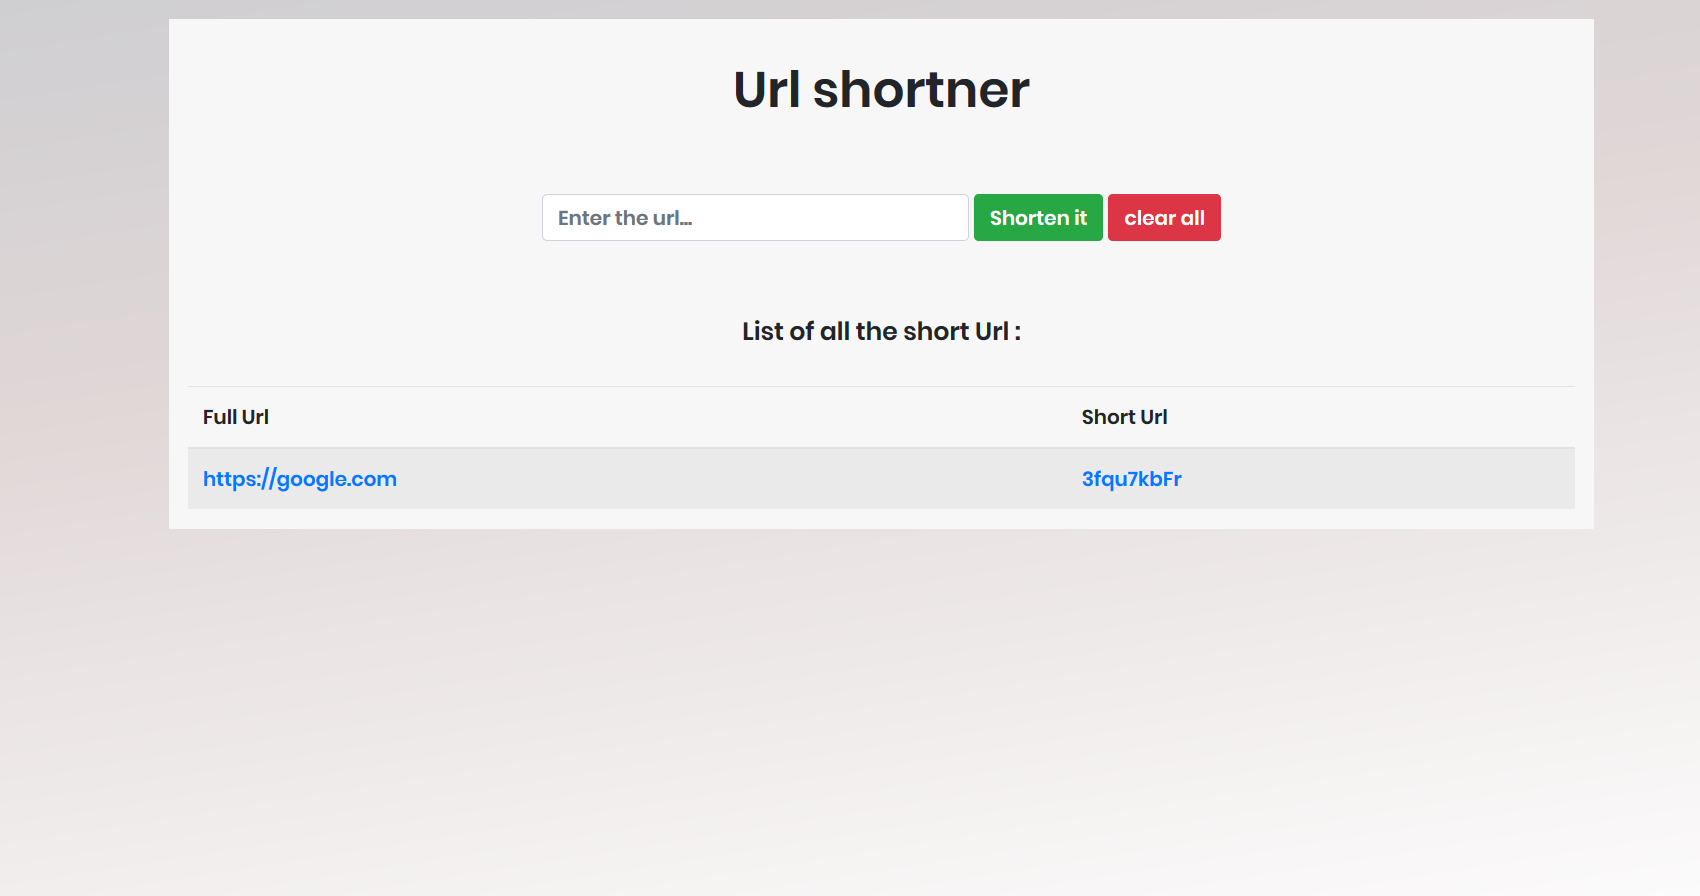 Url shortner
Enter the url...
Shorten it
clear all
List of all the short Url :
Full Url Short Url
https://google.com 3fqu7kbFr